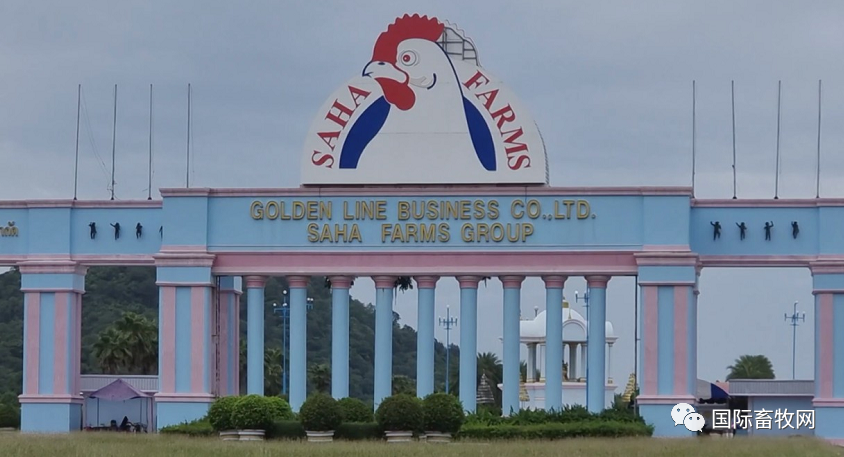 SAHA FARMS
GOLDEN LINE BUSINESS CO.,LTD.
SAHA FARMS GROUP
国际畜牧网